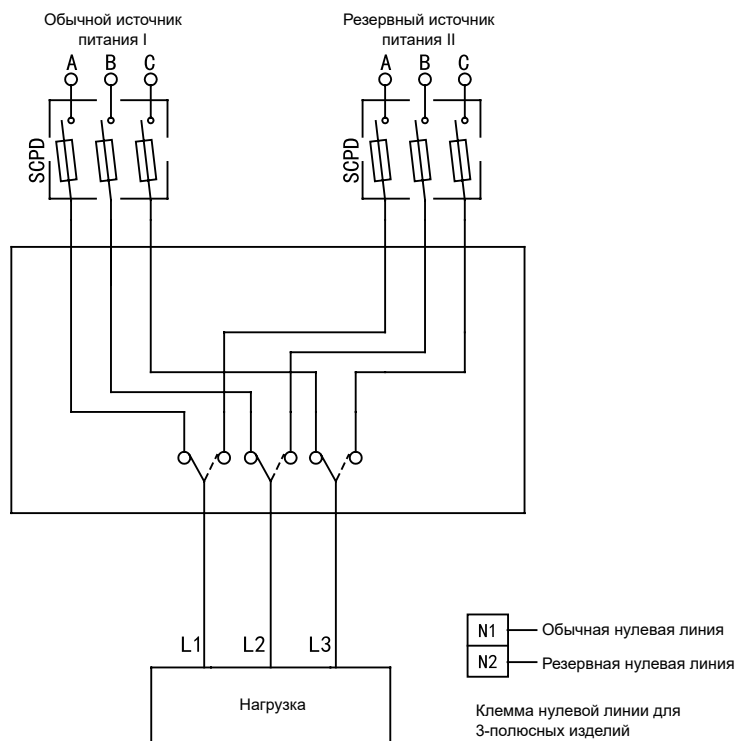 Обычной источник
питания I
Резервный источник
питания II
A B C
A B C
SCPD
SCPD
L1 L2 L3
Нагрузка
N1 Обычная нулевая линия
N2 Резервная нулевая линия
Клемма нулевой линии для
3-полюсных изделий